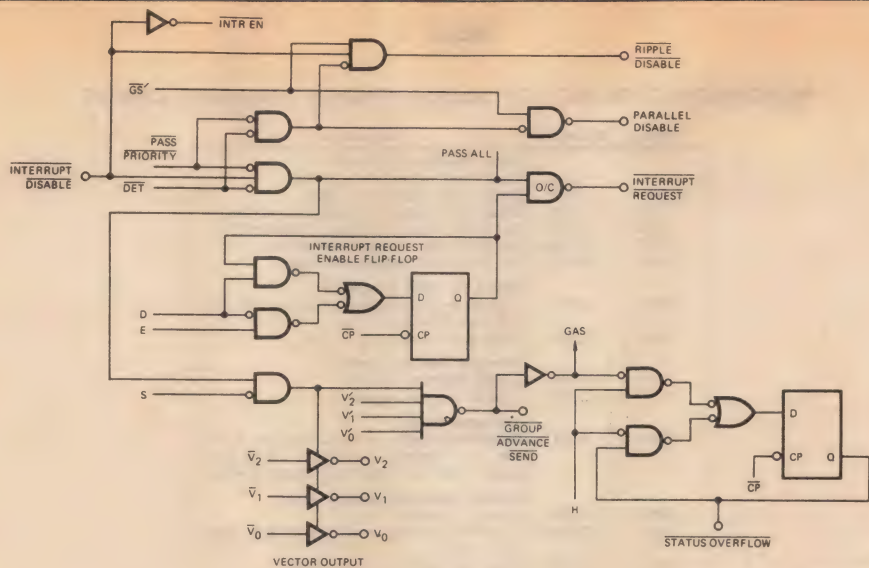 INTR EN
RIPPLE
DISABLE
GS'
PARALLEL
DISABLE
PASS
PRIORITY
PASS ALL
INTERRUPT
DISABLE
DET
O/C
INTERRUPT
REQUEST
INTERRUPT REQUEST
ENABLE FLIP-FLOP
D
E
D Q
CP
CP
GAS
S
V'2
V'1
V'0
GROUP
ADVANCE
SEND
D
CP Q
CP
H
V2 V2
V1 V1
V0 V0
STATUS OVERFLOW
VECTOR OUTPUT